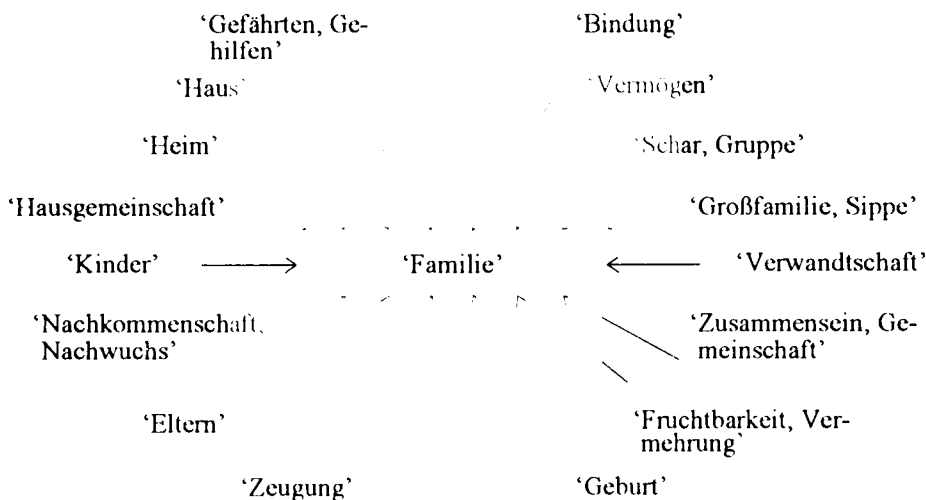 ‘Gefährten, Ge-
hilfen’
‘Bindung’
‘Haus’
‘Vermögen’
‘Heim’
‘Schar, Gruppe’
‘Hausgemeinschaft’
‘Großfamilie, Sippe’
‘Kinder’
‘Familie’
‘Verwandtschaft’
‘Nachkommenschaft,
Nachwuchs’
‘Zusammensein, Ge-
meinschaft’
‘Eltern’
‘Fruchtbarkeit, Ver-
mehrung’
‘Zeugung’
‘Geburt’